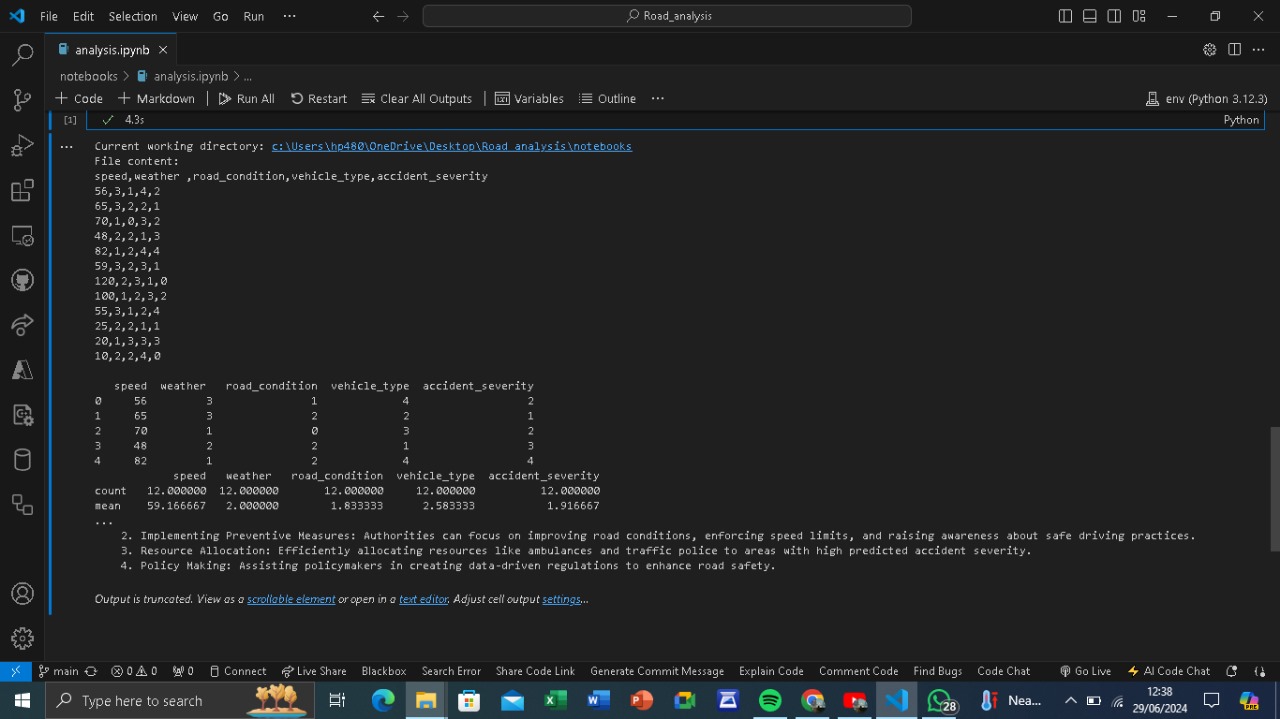 File Edit Selection View Go Run ··· Road_analysis
analysis.ipynb
notebooks > analysis.ipynb > ...
+ Code + Markdown Run All Restart Clear All Outputs Variables Outline ··· env (Python 3.12.3)
[1] 4.3s Python
Current working directory: c:\Users\hp480\OneDrive\Desktop\Road_analysis\notebooks
File content:
speed,weather ,road_condition,vehicle_type,accident_severity
56,3,1,4,2
65,3,2,2,1
70,1,0,3,2
48,2,2,1,3
82,1,2,4,4
59,3,2,3,1
120,2,3,1,0
100,1,2,3,2
55,3,1,2,4
25,2,2,1,1
20,1,3,3,3
10,2,2,4,0
speed weather road_condition vehicle_type accident_severity
0 56 3 1 4 2
1 65 3 2 2 1
2 70 1 0 3 2
3 48 2 2 1 3
4 82 1 2 4 4
speed weather road_condition vehicle_type accident_severity
count 12.000000 12.000000 12.000000 12.000000 12.000000
mean 59.166667 2.000000 1.833333 2.583333 1.916667
...
2. Implementing Preventive Measures: Authorities can focus on improving road conditions, enforcing speed limits, and raising awareness about safe driving practices.
3. Resource Allocation: Efficiently allocating resources like ambulances and traffic police to areas with high predicted accident severity.
4. Policy Making: Assisting policymakers in creating data-driven regulations to enhance road safety.
Output is truncated. View as a scrollable element or open in a text editor. Adjust cell output settings...
main 0 0 0 Connect Live Share Blackbox Search Error Share Code Link Generate Commit Message Explain Code Comment Code Find Bugs Code Chat Go Live AI Code Chat
Type here to search 28 Nea... 12:38
29/06/2024